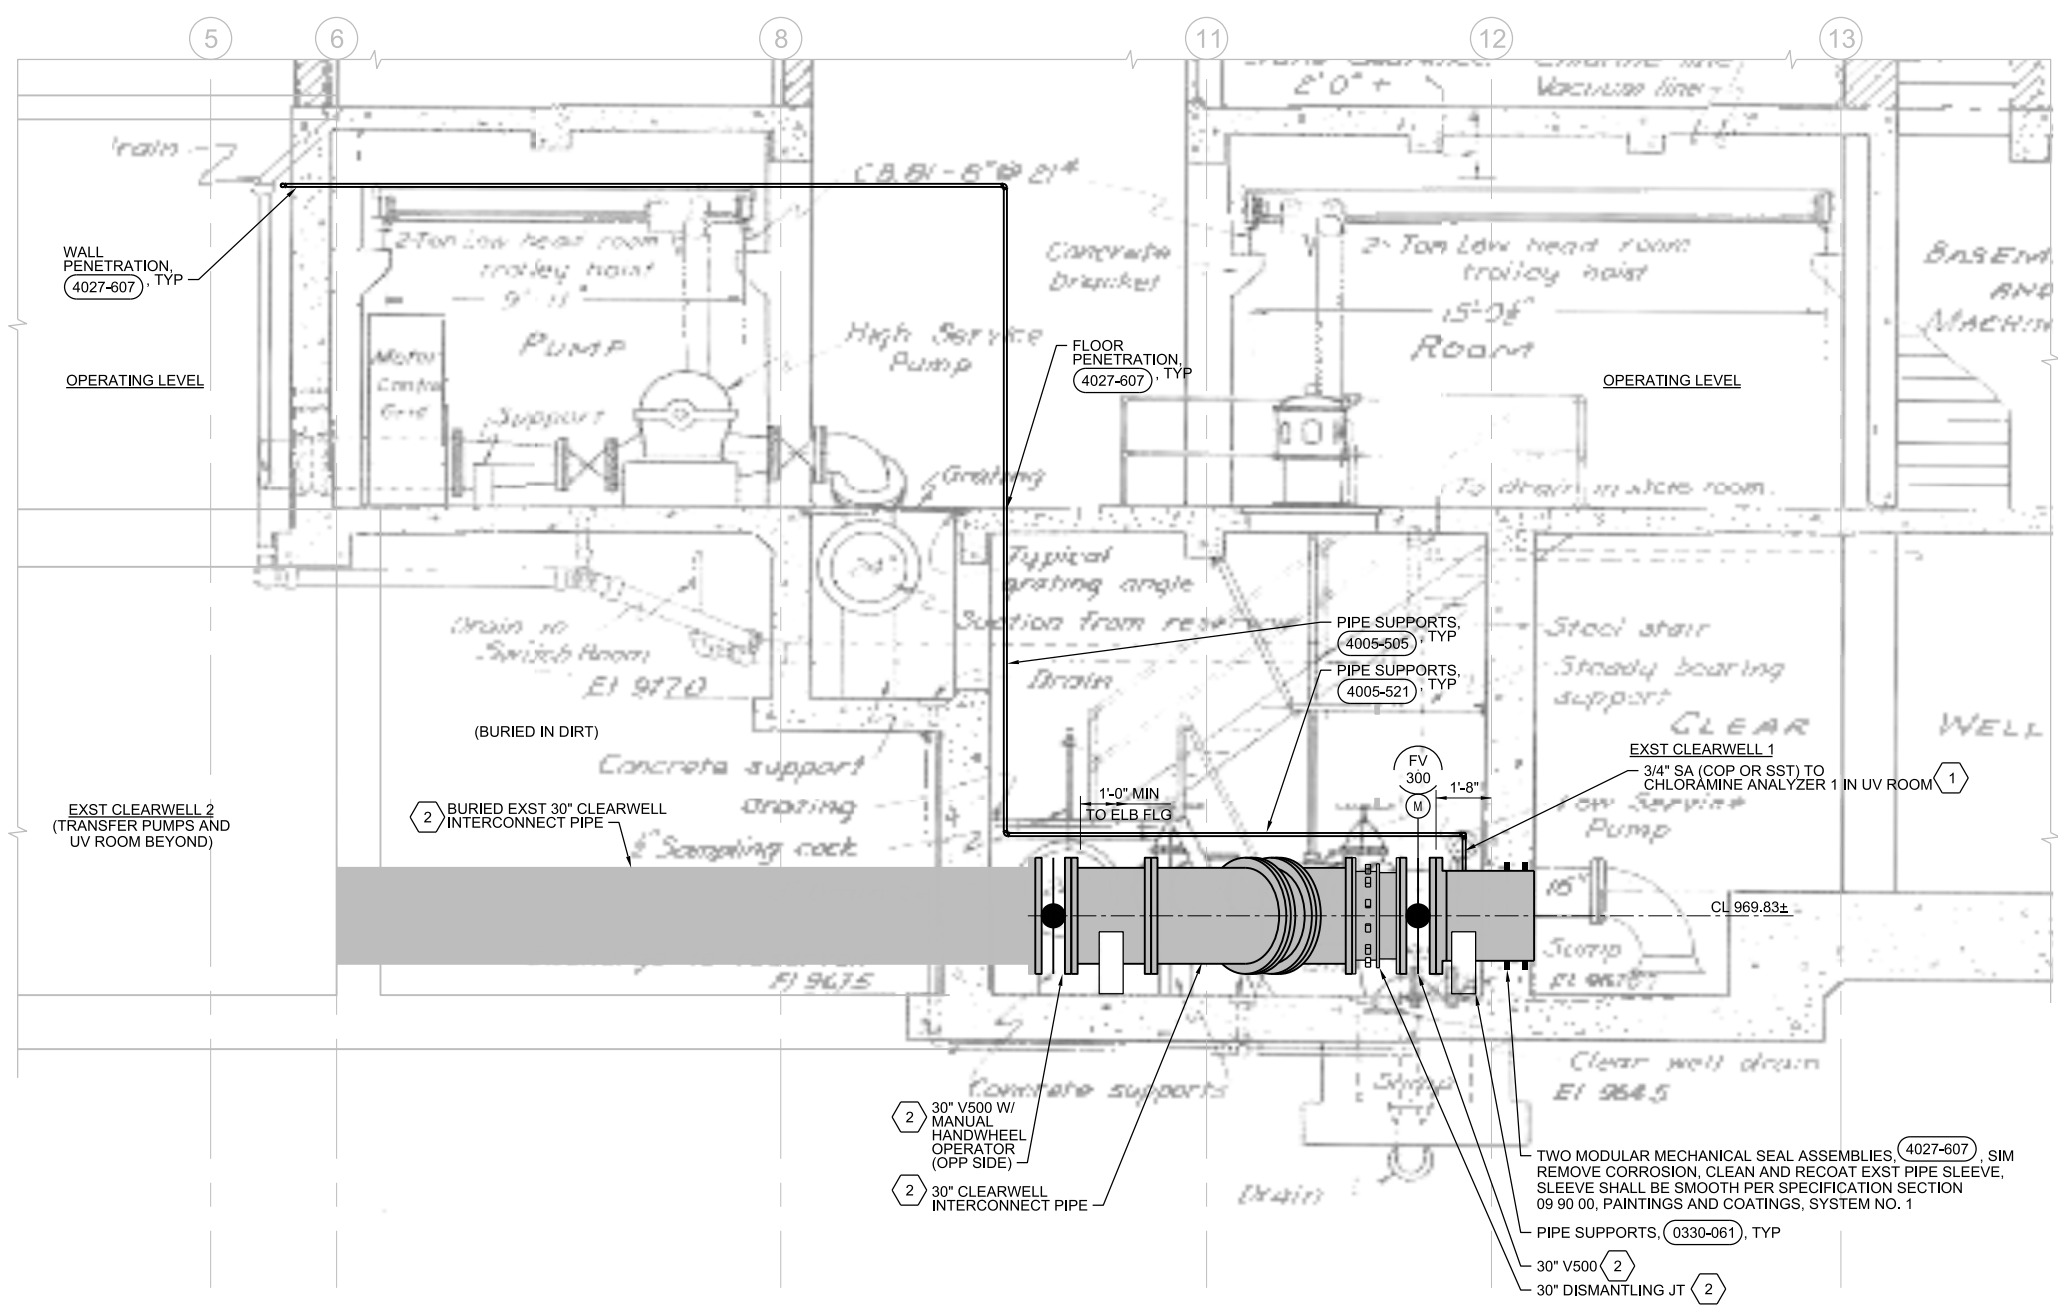 5
6
8
11
12
13
2'0" +
Vacuum line
CB.81-8"@21#
WALL
PENETRATION,
4027-607, TYP
2-Ton Low head room
trolley hoist
9'-11"
Concrete
bracket
2-Ton Low head room
trolley hoist
PUMP
High Service
Pump
Room
Motor
Support
FLOOR
PENETRATION,
4027-607, TYP
OPERATING LEVEL
OPERATING LEVEL
Grating
To drain in store room.
24"
Typical
grating angle
Suction from
Drain in
Switch Room
El 977.0
PIPE SUPPORTS,
4005-505, TYP
PIPE SUPPORTS,
4005-521, TYP
Drain
Steel stair
Steady bearing
support
CLEAR WELL
(BURIED IN DIRT)
Concrete support
Grating
Sampling cock
EXST CLEARWELL 1
3/4" SA (COP OR SST) TO
CHLORAMINE ANALYZER 1 IN UV ROOM 1
Low Service
Pump
FV
300
M
1'-8"
1'-0" MIN
TO ELB FLG
EXST CLEARWELL 2
(TRANSFER PUMPS AND
UV ROOM BEYOND)
2 BURIED EXST 30" CLEARWELL
INTERCONNECT PIPE
16"
CL 969.83±
Sump
El 967.5
Concrete supports
Sump
Clear well drain
El 964.5
Drain
2 30" V500 W/
MANUAL
HANDWHEEL
OPERATOR
(OPP SIDE)
2 30" CLEARWELL
INTERCONNECT PIPE
TWO MODULAR MECHANICAL SEAL ASSEMBLIES, 4027-607, SIM
REMOVE CORROSION, CLEAN AND RECOAT EXST PIPE SLEEVE,
SLEEVE SHALL BE SMOOTH PER SPECIFICATION SECTION
09 90 00, PAINTINGS AND COATINGS, SYSTEM NO. 1
PIPE SUPPORTS, 0330-061, TYP
30" V500 2
30" DISMANTLING JT 2